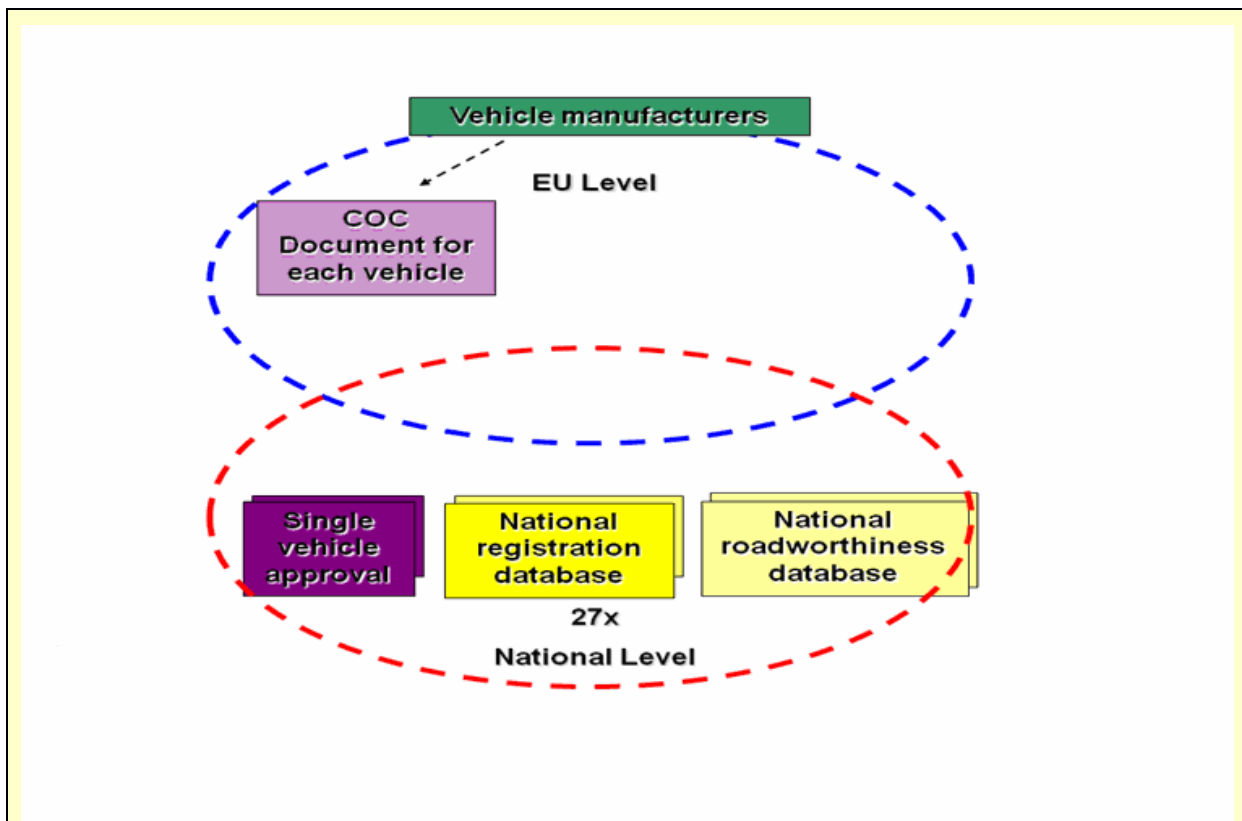 Vehicle manufacturers
EU Level
COC
Document for
each vehicle
Single
vehicle
approval
National
registration
database
National
roadworthiness
database
27x
National Level